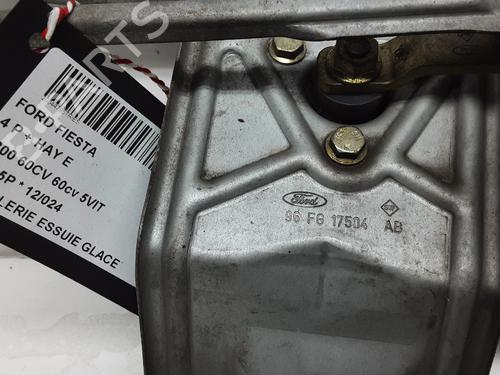 FORD FIESTA
4 P + HAY E
00 60CV 60cv 5VIT
5P * 12/024
LERIE ESSUIE GLACE
Ford
96 FG 17504 AB
PARTS